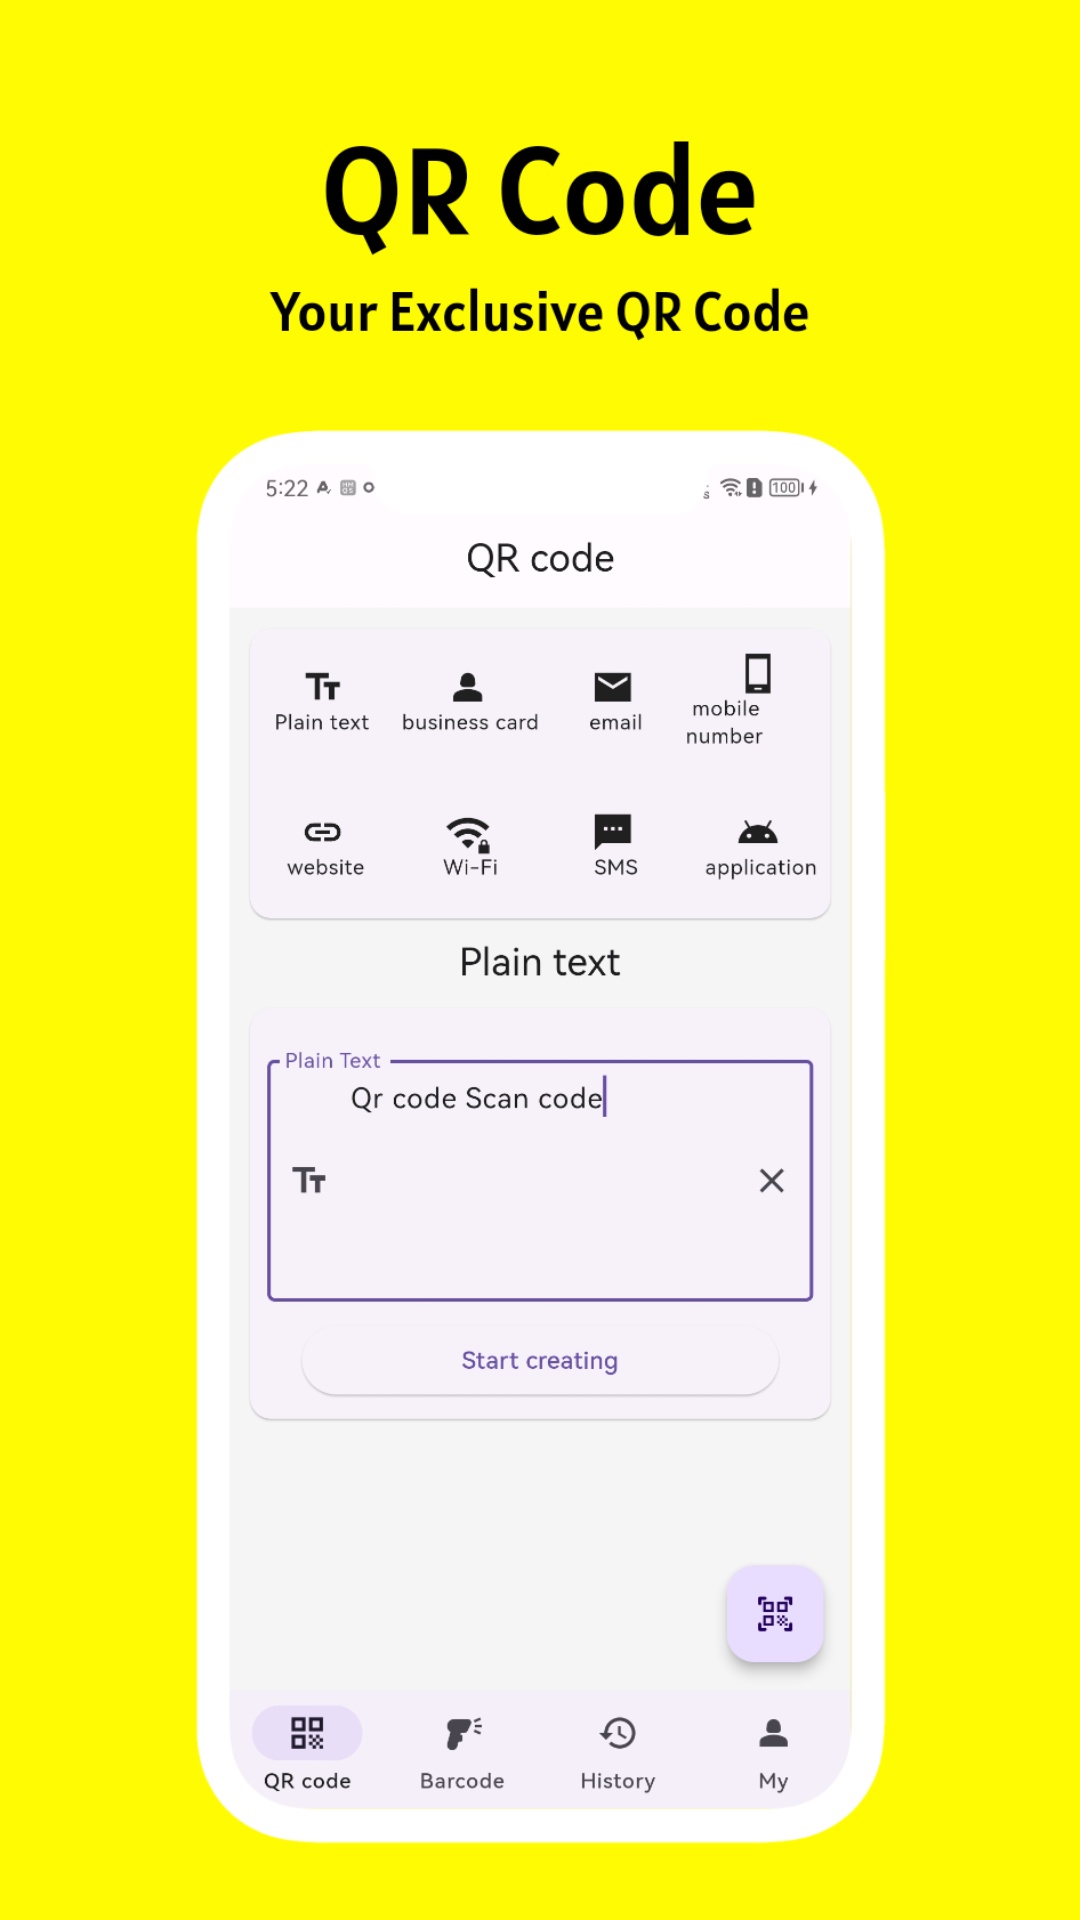 QR Code
Your Exclusive QR Code
5:22
100
QR code
Plain text
business card
email
mobile
number
website
Wi-Fi
SMS
application
Plain text
Plain Text
Qr code Scan code
Start creating
QR code
Barcode
History
My